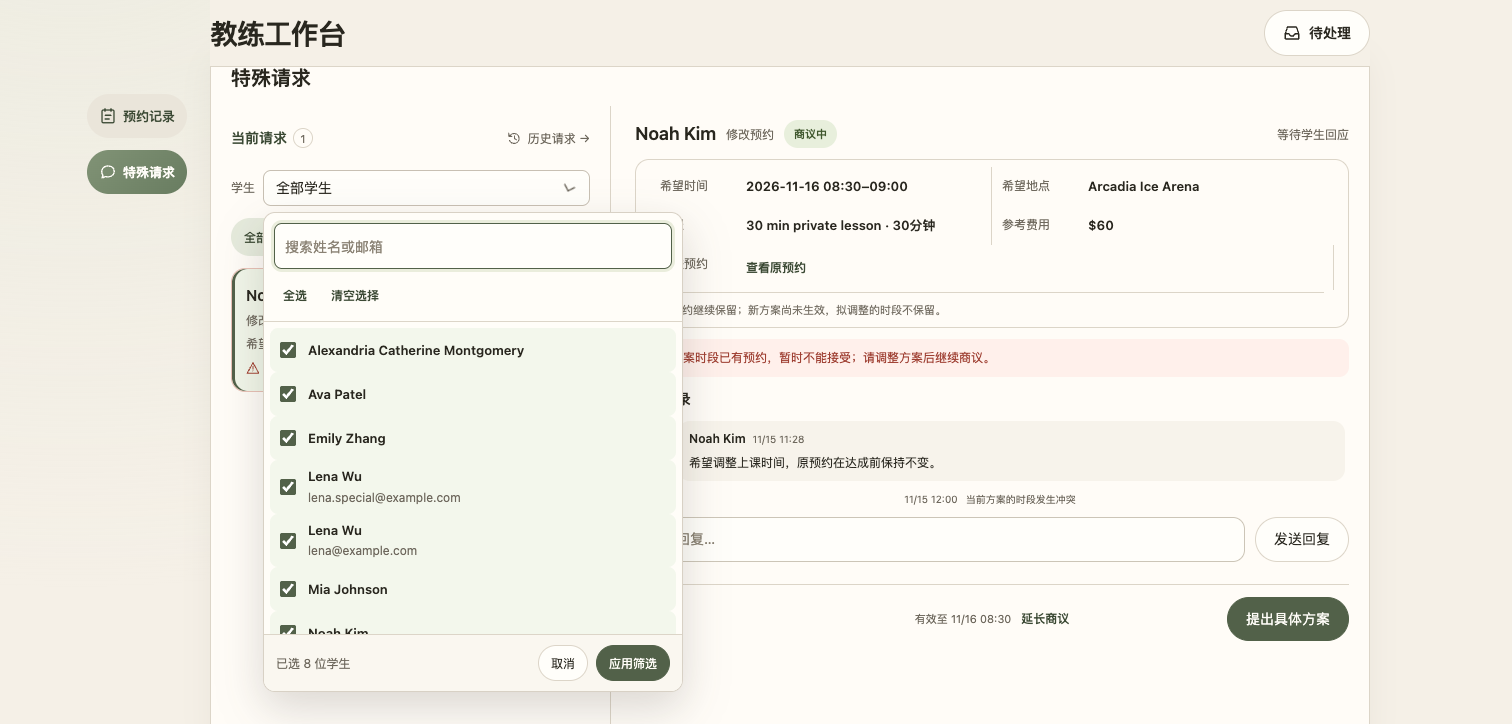 教练工作台
待处理
预约记录
特殊请求
特殊请求
当前请求 1
历史请求 →
学生
全部学生
全部
搜索姓名或邮箱
全选 清空选择
Alexandria Catherine Montgomery
Ava Patel
Emily Zhang
Lena Wu
lena.special@example.com
Lena Wu
lena@example.com
Mia Johnson
Noah Kim
已选 8 位学生
取消
应用筛选
No
修改
希望
Noah Kim 修改预约 商议中
等待学生回应
希望时间 2026-11-16 08:30–09:00
希望地点 Arcadia Ice Arena
30 min private lesson · 30分钟
参考费用 $60
预约 查看原预约
约继续保留；新方案尚未生效，拟调整的时段不保留。
案时段已有预约，暂时不能接受；请调整方案后继续商议。
录
Noah Kim 11/15 11:28
希望调整上课时间，原预约在达成前保持不变。
11/15 12:00 当前方案的时段发生冲突
回复...
发送回复
有效至 11/16 08:30 延长商议
提出具体方案